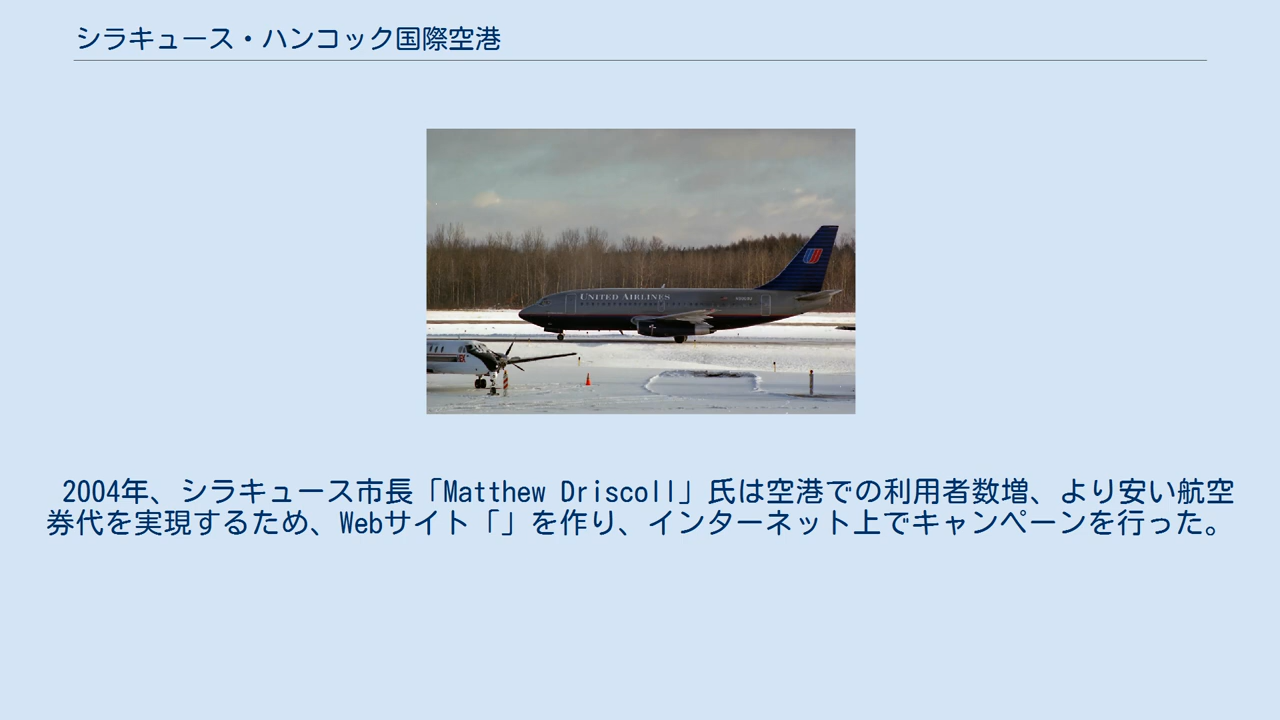 シラキュース・ハンコック国際空港
UNITED AIRLINES
2004年、シラキュース市長「Matthew Driscoll」氏は空港での利用者数増、より安い航空
券代を実現するため、Webサイト「」を作り、インターネット上でキャンペーンを行った。